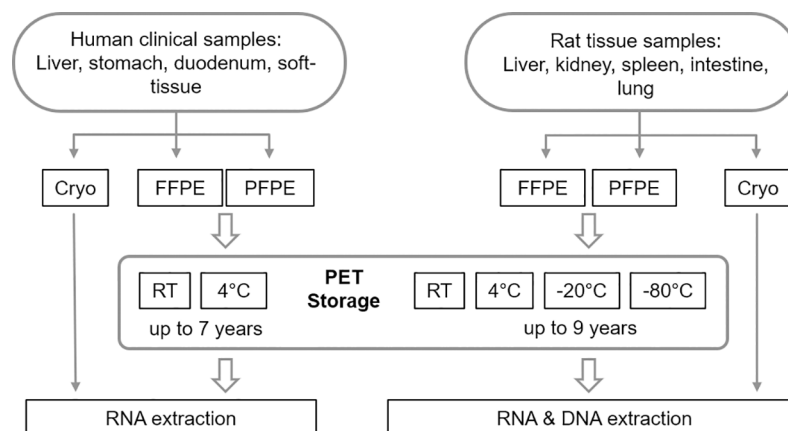 Human clinical samples:
Liver, stomach, duodenum, soft-
tissue
Rat tissue samples:
Liver, kidney, spleen, intestine,
lung
Cryo
FFPE
PFPE
FFPE
PFPE
Cryo
PET
Storage
RT
4°C
up to 7 years
RT
4°C
-20°C
-80°C
up to 9 years
RNA extraction
RNA & DNA extraction